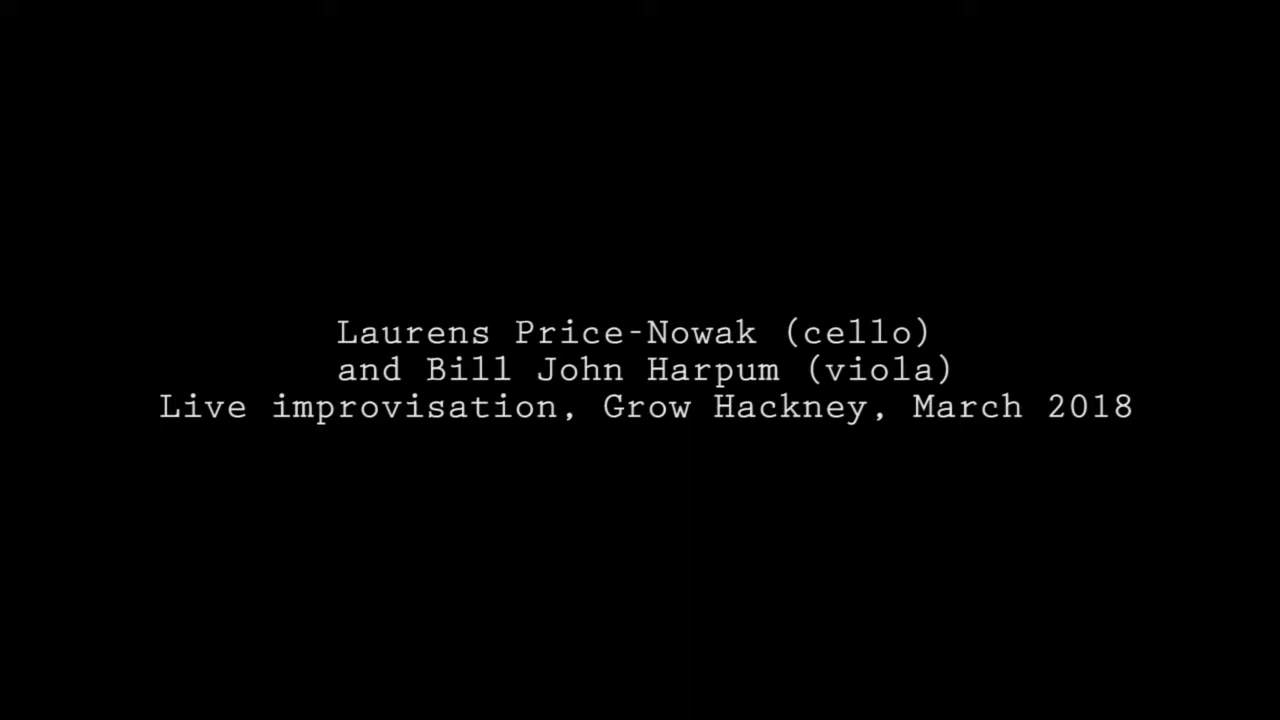 Laurens Price-Nowak (cello)
and Bill John Harpum (viola)
Live improvisation, Grow Hackney, March 2018